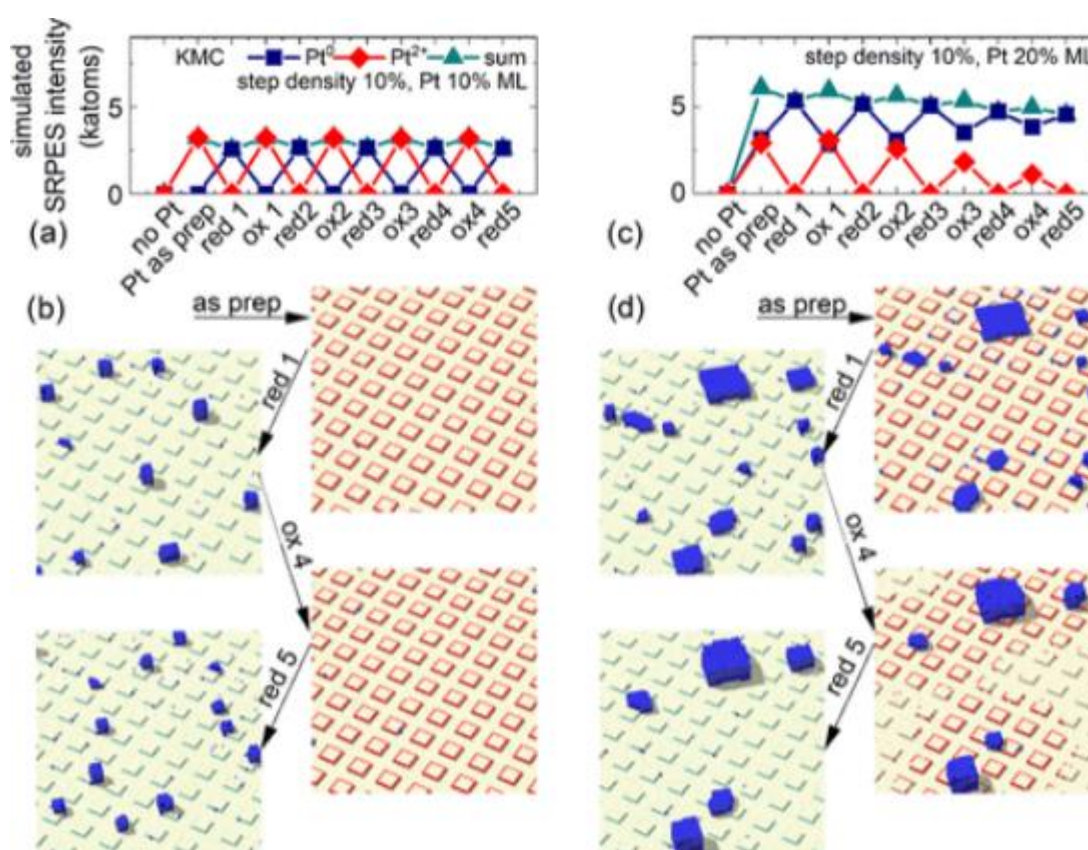 simulated
SRPES intensity
(katoms)
5
0
KMC Pt⁰ Pt²⁺ sum
step density 10%, Pt 10% ML
no Pt
Pt as prep
red 1
ox 1
red2
ox2
red3
ox3
red4
ox4
red5
(a)
5
0
step density 10%, Pt 20% ML
no Pt
Pt as prep
red 1
ox 1
red2
ox2
red3
ox3
red4
ox4
red5
(c)
(b)
as prep
red 1
ox 4
red 5
(d)
as prep
red 1
ox 4
red 5